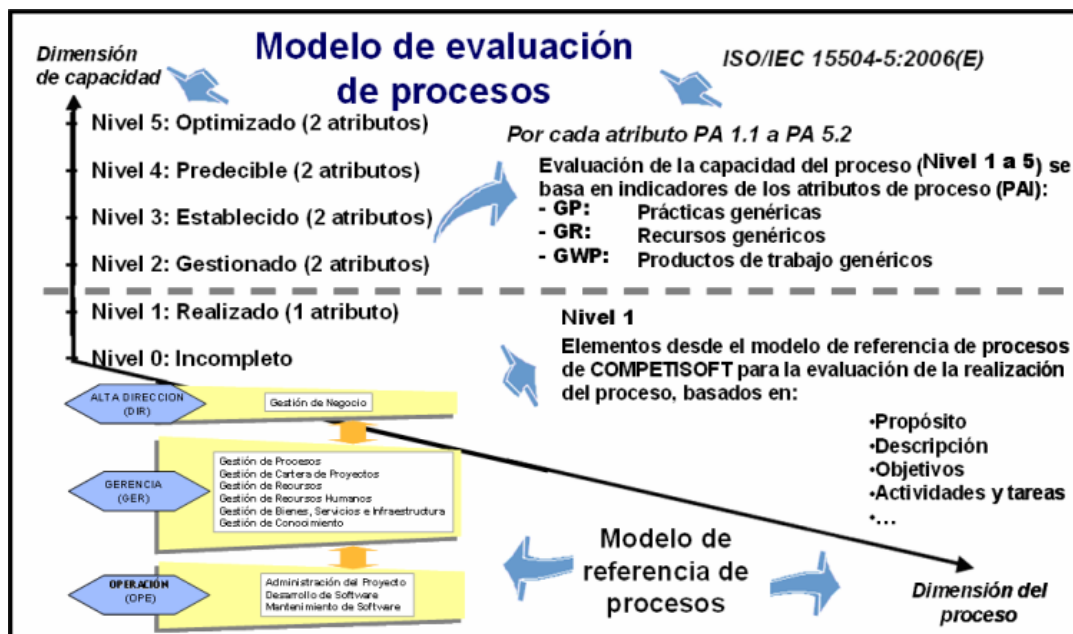 Dimensión
de capacidad
Modelo de evaluación
de procesos
ISO/IEC 15504-5:2006(E)
Nivel 5: Optimizado (2 atributos)
Nivel 4: Predecible (2 atributos)
Nivel 3: Establecido (2 atributos)
Nivel 2: Gestionado (2 atributos)
Nivel 1: Realizado (1 atributo)
Nivel 0: Incompleto
Por cada atributo PA 1.1 a PA 5.2
Evaluación de la capacidad del proceso (Nivel 1 a 5) se
basa en indicadores de los atributos de proceso (PAI):
- GP: Prácticas genéricas
- GR: Recursos genéricos
- GWP: Productos de trabajo genéricos
Nivel 1
Elementos desde el modelo de referencia de procesos
de COMPETISOFT para la evaluación de la realización
del proceso, basados en:
•Propósito
•Descripción
•Objetivos
•Actividades y tareas
•...
ALTA DIRECCION
(DIR)
Gestión de Negocio
GERENCIA
(GER)
Gestión de Procesos
Gestión de Cartera de Proyectos
Gestión de Recursos
Gestión de Recursos Humanos
Gestión de Bienes, Servicios e Infraestructura
Gestión de Conocimiento
OPERACIÓN
(OPE)
Administración del Proyecto
Desarrollo de Software
Mantenimiento de Software
Modelo de
referencia de
procesos
Dimensión del
proceso